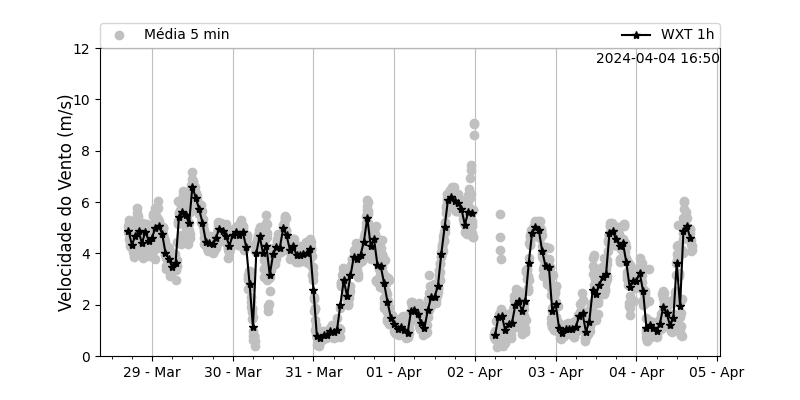 Média 5 min
WXT 1h
2024-04-04 16:50
Velocidade do Vento (m/s)
12
10
8
6
4
2
0
29 - Mar
30 - Mar
31 - Mar
01 - Apr
02 - Apr
03 - Apr
04 - Apr
05 - Apr